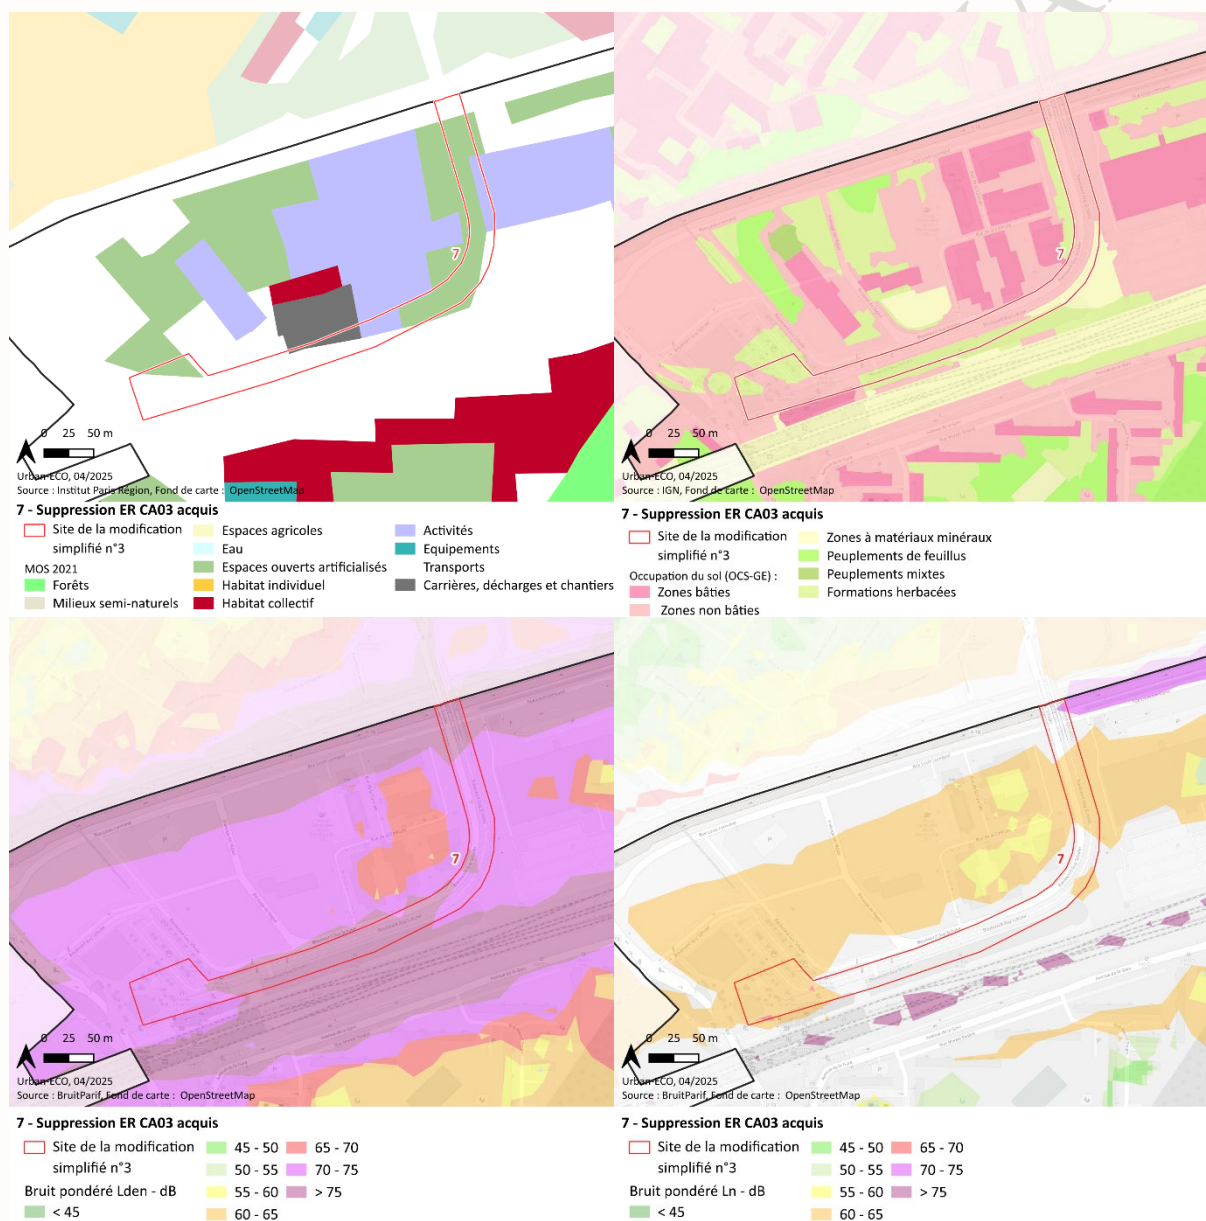 7
0 25 50 m
Urban-ECO, 04/2025
Source : Institut Paris Région, Fond de carte : OpenStreetMap
7 - Suppression ER CA03 acquis
Site de la modification
simplifié n°3
MOS 2021
Forêts
Milieux semi-naturels
Espaces agricoles
Eau
Espaces ouverts artificialisés
Habitat individuel
Habitat collectif
Activités
Equipements
Transports
Carrières, décharges et chantiers
7
0 25 50 m
Urban-ECO, 04/2025
Source : IGN, Fond de carte : OpenStreetMap
7 - Suppression ER CA03 acquis
Site de la modification
simplifié n°3
Occupation du sol (OCS-GE) :
Zones bâties
Zones non bâties
Zones à matériaux minéraux
Peuplements de feuillus
Peuplements mixtes
Formations herbacées
7
0 25 50 m
Urban-ECO, 04/2025
Source : BruitParif, Fond de carte : OpenStreetMap
7 - Suppression ER CA03 acquis
Site de la modification
simplifié n°3
Bruit pondéré Lden - dB
< 45
45 - 50
50 - 55
55 - 60
60 - 65
65 - 70
70 - 75
> 75
7
0 25 50 m
Urban-ECO, 04/2025
Source : BruitParif, Fond de carte : OpenStreetMap
7 - Suppression ER CA03 acquis
Site de la modification
simplifié n°3
Bruit pondéré Ln - dB
< 45
45 - 50
50 - 55
55 - 60
60 - 65
65 - 70
70 - 75
> 75